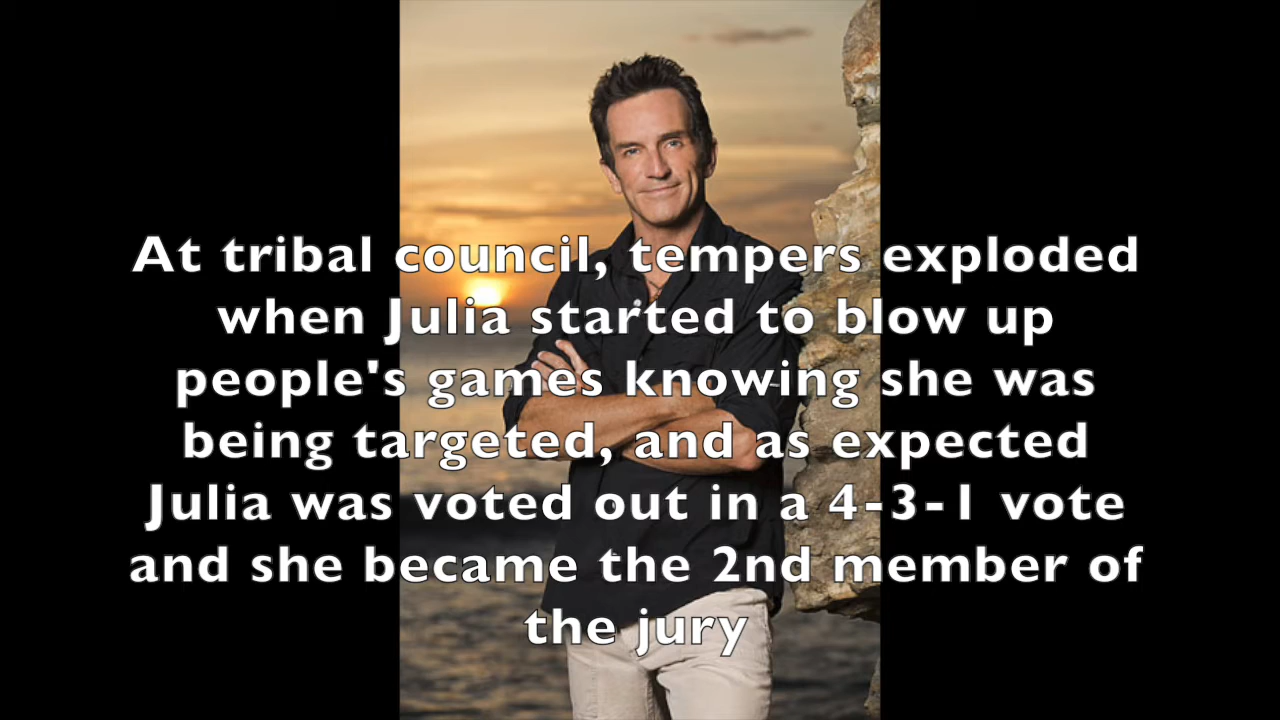 At tribal council, tempers exploded
when Julia started to blow up
people's games knowing she was
being targeted, and as expected
Julia was voted out in a 4-3-1 vote
and she became the 2nd member of
the jury